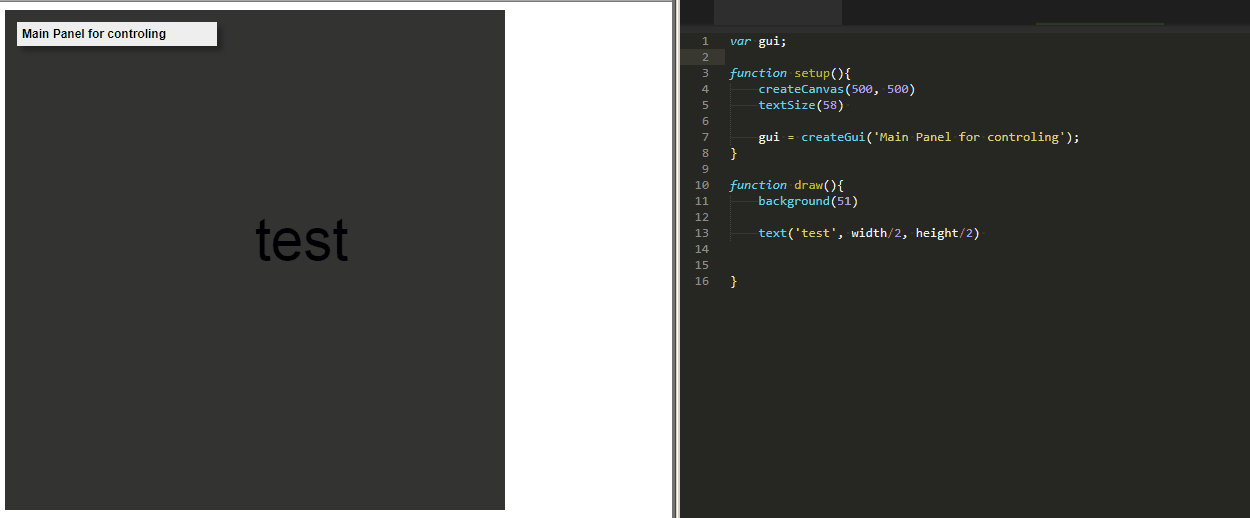 Main Panel for controling
test
1 var gui;
2
3 function setup(){
4 createCanvas(500, 500)
5 textSize(58)
6
7 gui = createGui('Main Panel for controling');
8 }
9
10 function draw(){
11 background(51)
12
13 text('test', width/2, height/2)
14
15
16 }